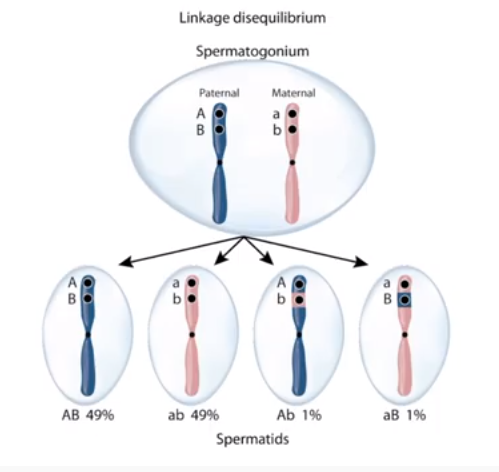 Linkage disequilibrium
Spermatogonium
Paternal Maternal
A a
B b
A a A a
B b b B
AB 49% ab 49% Ab 1% aB 1%
Spermatids